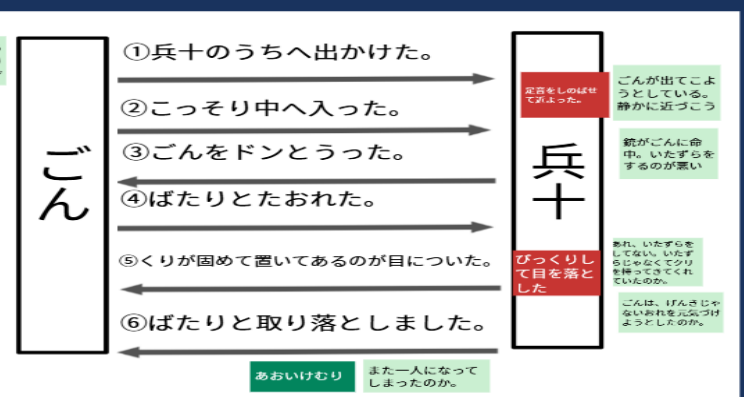 ごん
①兵十のうちへ出かけた。
②こっそり中へ入った。
③ごんをドンとうった。
④ばたりとたおれた。
⑤くりが固めて置いてあるのが目についた。
⑥ばたりと取り落としました。
兵十
足音をしのばせ
て近よった。
びっくりし
て目を落と
した
ごんが出てこよ
うとしている。
静かに近づこう
銃がごんに命
中。いたずらを
するのが悪い
あれ、いたずらを
してない。いたず
らじゃなくてクリ
を持ってきてくれ
ていたのか。
ごんは、げんきじゃ
ないおれを元気づけ
ようとしたのか。
あおいけむり
また一人になって
しまったのか。